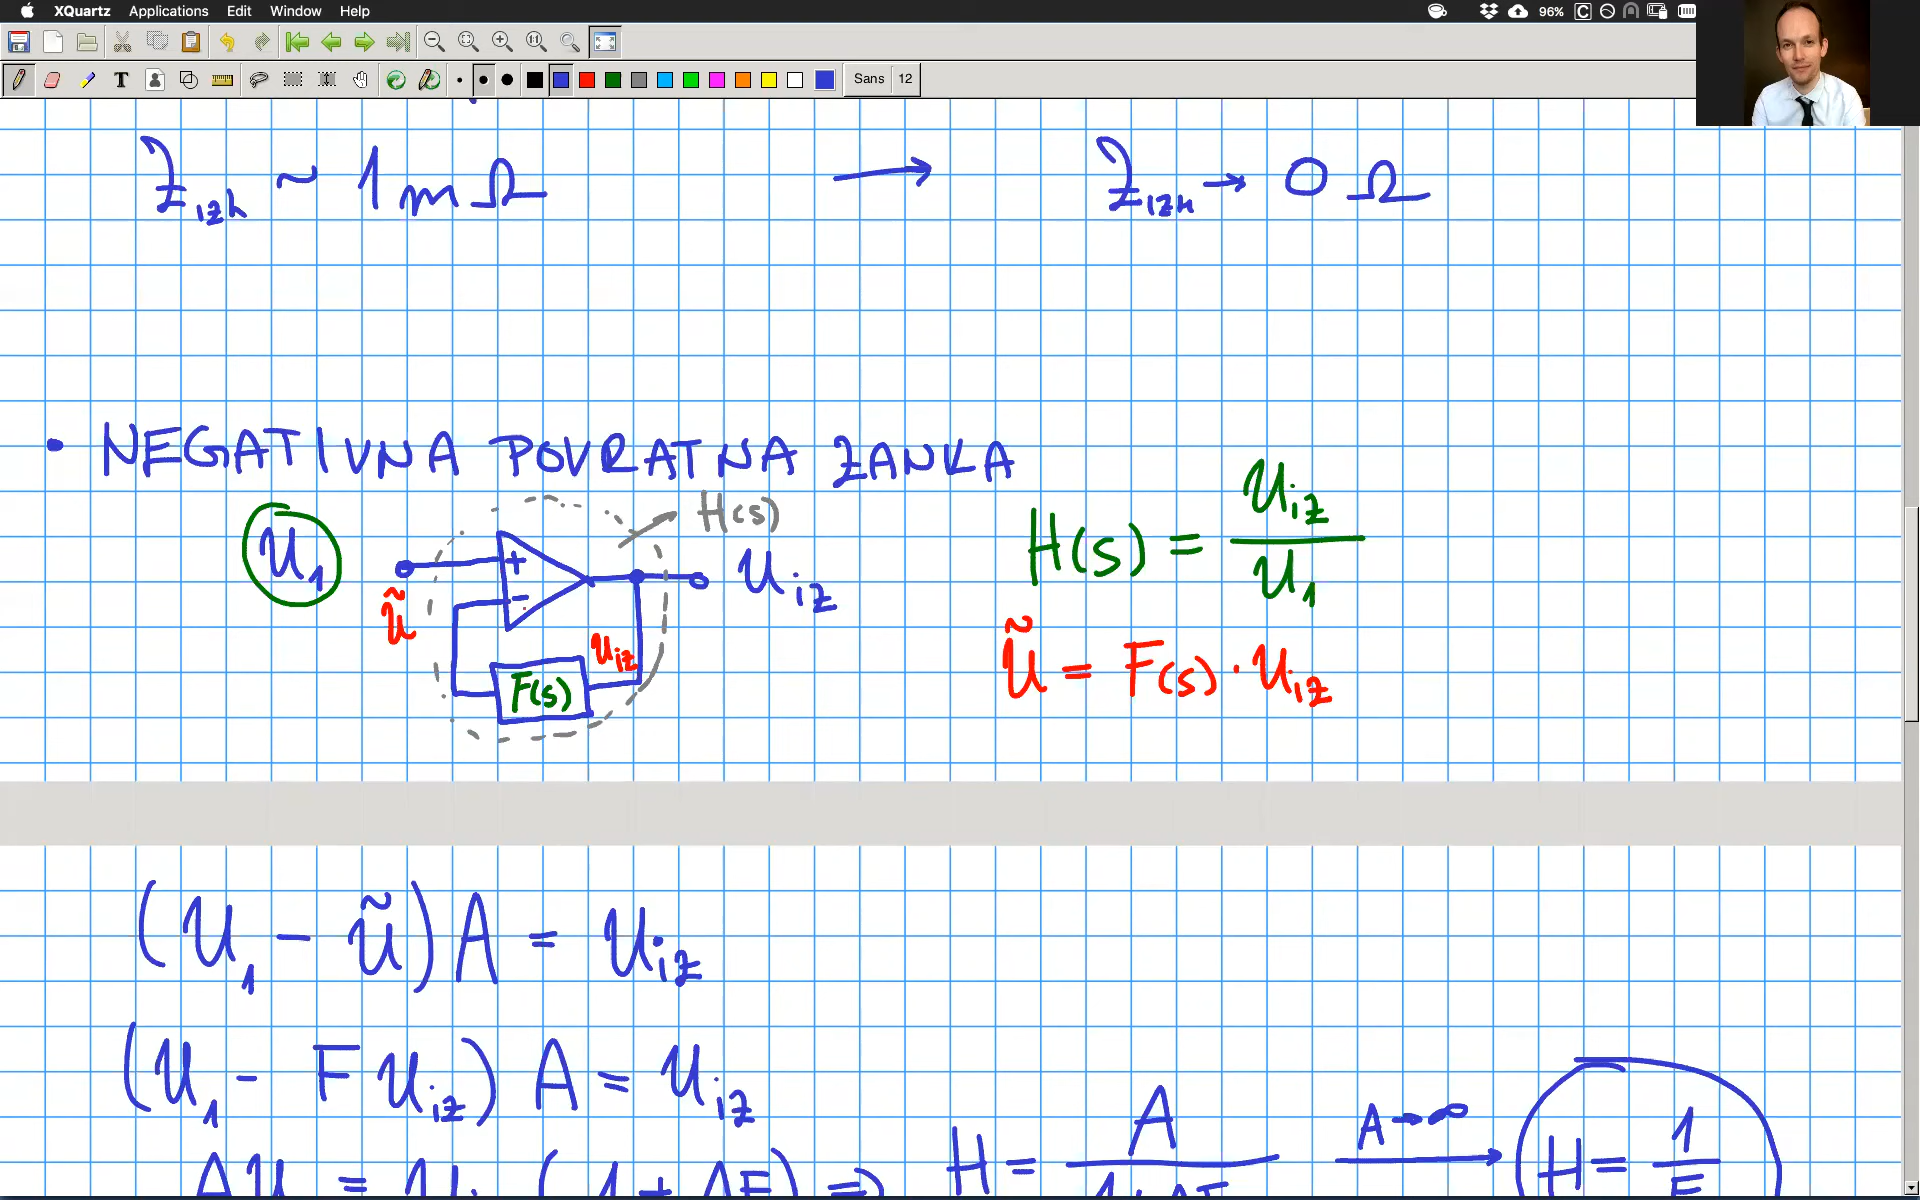 XQuartz Applications Edit Window Help
96%
T
Sans 12
Z_izh ~ 1 mΩ → Z_izh → 0 Ω
• NEGATIVNA POVRATNA ZANKA
H(s)
U_1
+
-
U_iz
ũ
u_iz
F(s)
H(s) = U_iz / U_1
ũ = F(s) · U_iz
(U_1 - ũ) A = U_iz
(U_1 - F U_iz) A = U_iz
H = A / A → ∞ H = 1 / F